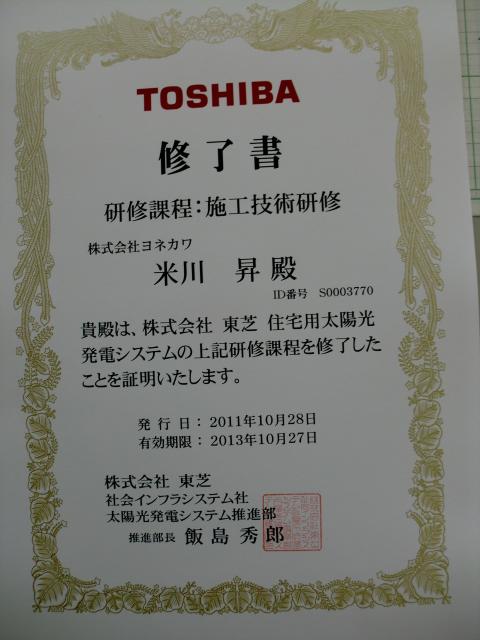 TOSHIBA
修了書
研修課程：施工技術研修
株式会社ヨネカワ
米川 昇 殿
ID番号 S0003770
貴殿は、株式会社 東芝 住宅用太陽光
発電システムの上記研修課程を修了した
ことを証明いたします。
発 行 日 ： 2011年10月28日
有効期限 ： 2013年10月27日
株式会社 東芝
社会インフラシステム社
太陽光発電システム推進部
推進部長 飯島秀郎